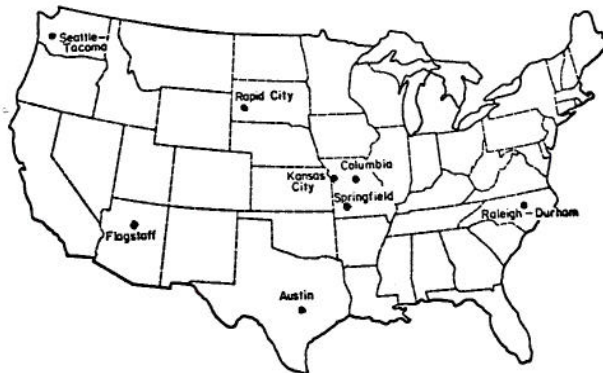 Seattle-
Tacoma
Rapid City
Kansas
City
Columbia
Springfield
Flagstaff
Raleigh-Durham
Austin